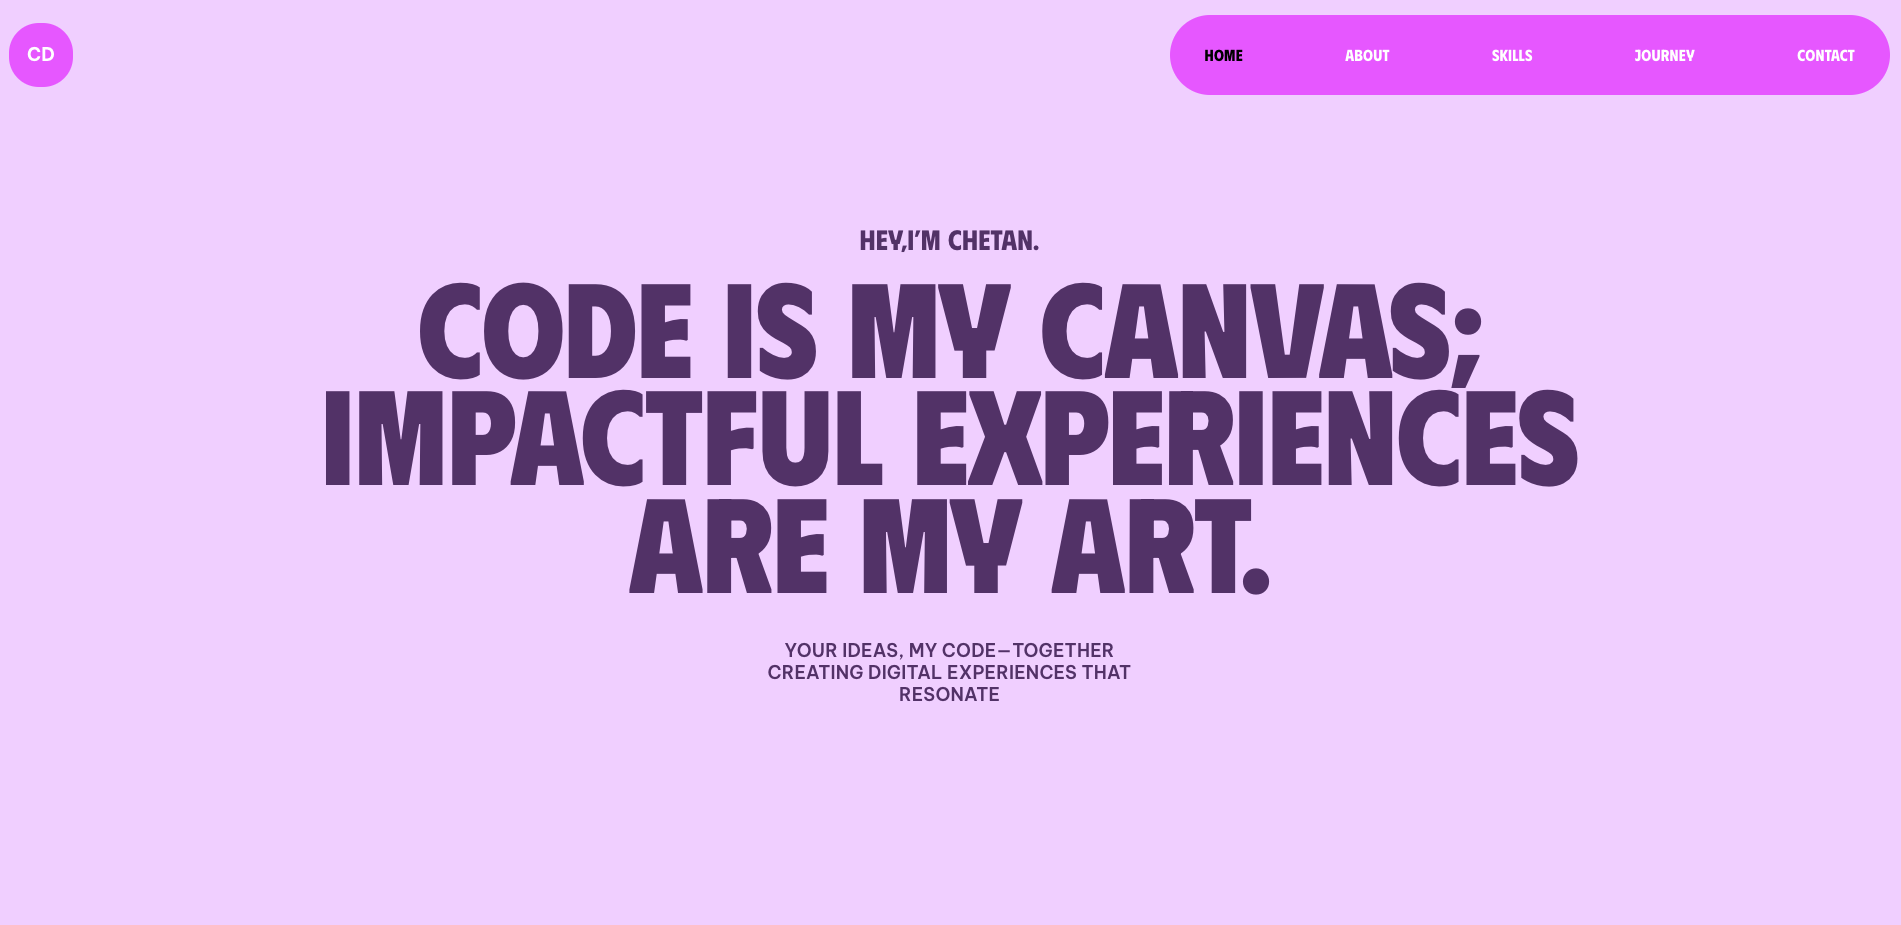 CD
HOME
ABOUT
SKILLS
JOURNEY
CONTACT
HEY,I'M CHETAN.
CODE IS MY CANVAS;
IMPACTFUL EXPERIENCES
ARE MY ART.
YOUR IDEAS, MY CODE—TOGETHER
CREATING DIGITAL EXPERIENCES THAT
RESONATE